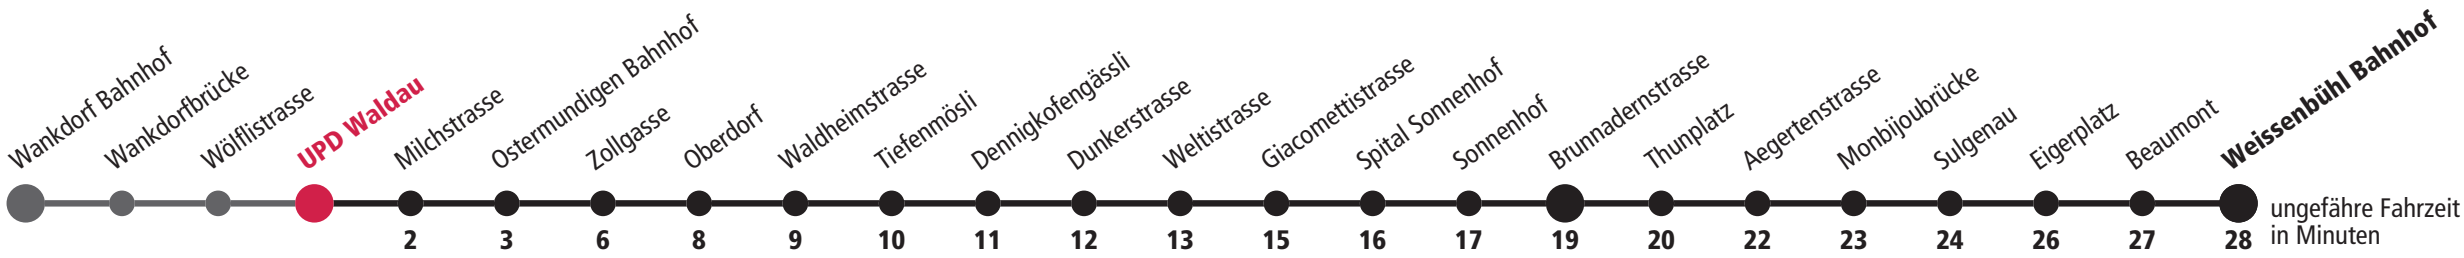 Wankdorf Bahnhof
Wankdorfbrücke
Wölflistrasse
UPD Waldau
Milchstrasse
Ostermundigen Bahnhof
Zollgasse
Oberdorf
Waldheimstrasse
Tiefenmösli
Dennigkofengässli
Dunkerstrasse
Weltistrasse
Giacomettistrasse
Spital Sonnenhof
Sonnenhof
Brunnadernstrasse
Thunplatz
Aegertenstrasse
Monbijoubrücke
Sulgenau
Eigerplatz
Beaumont
Weissenbühl Bahnhof
2 3 6 8 9 10 11 12 13 15 16 17 19 20 22 23 24 26 27 28
ungefähre Fahrzeit
in Minuten